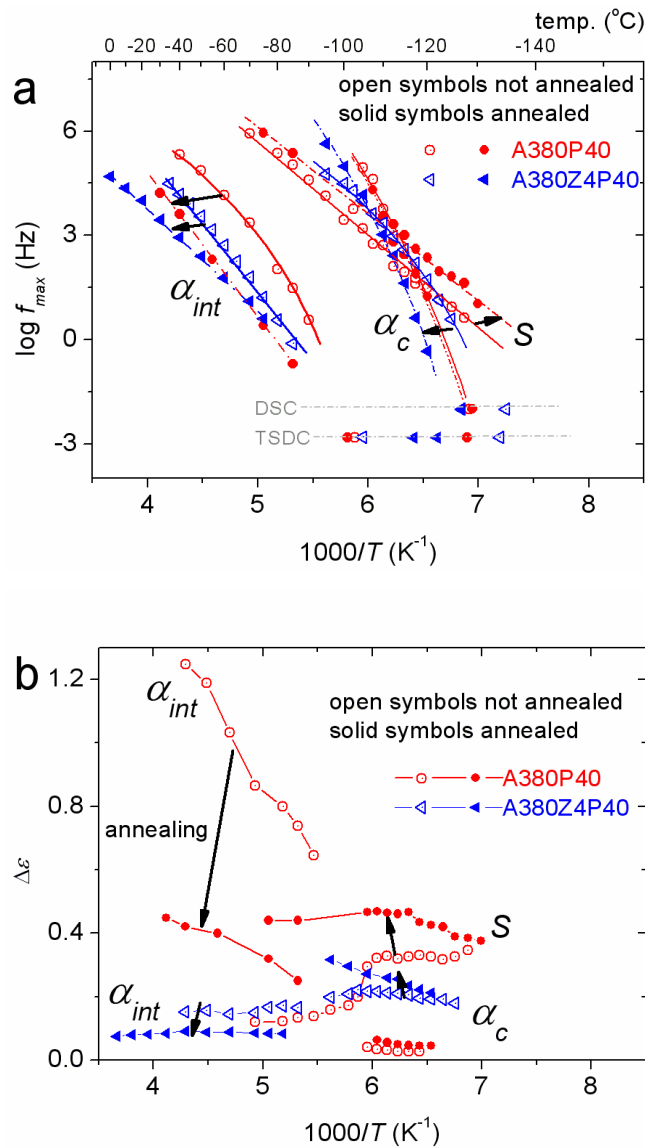 temp. (°C)
0 -20 -40 -60 -80 -100 -120 -140
a
open symbols not annealed
solid symbols annealed
A380P40
A380Z4P40
6
3
0
-3
log f_max (Hz)
α_int
α_c
S
DSC
TSDC
4 5 6 7 8
1000/T (K⁻¹)
b
α_int
open symbols not annealed
solid symbols annealed
A380P40
A380Z4P40
annealing
1.2
0.8
0.4
0.0
Δε
S
α_int
α_c
4 5 6 7 8
1000/T (K⁻¹)